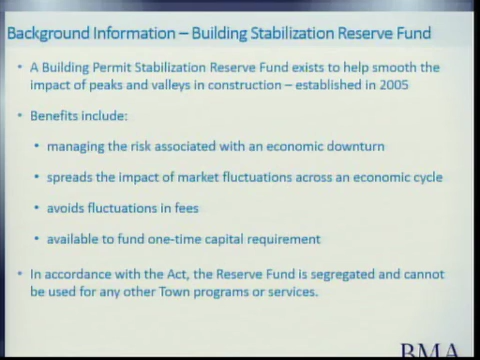 Background Information – Building Stabilization Reserve Fund
• A Building Permit Stabilization Reserve Fund exists to help smooth the
impact of peaks and valleys in construction – established in 2005
• Benefits include:
• managing the risk associated with an economic downturn
• spreads the impact of market fluctuations across an economic cycle
• avoids fluctuations in fees
• available to fund one-time capital requirement
• In accordance with the Act, the Reserve Fund is segregated and cannot
be used for any other Town programs or services.
BMA